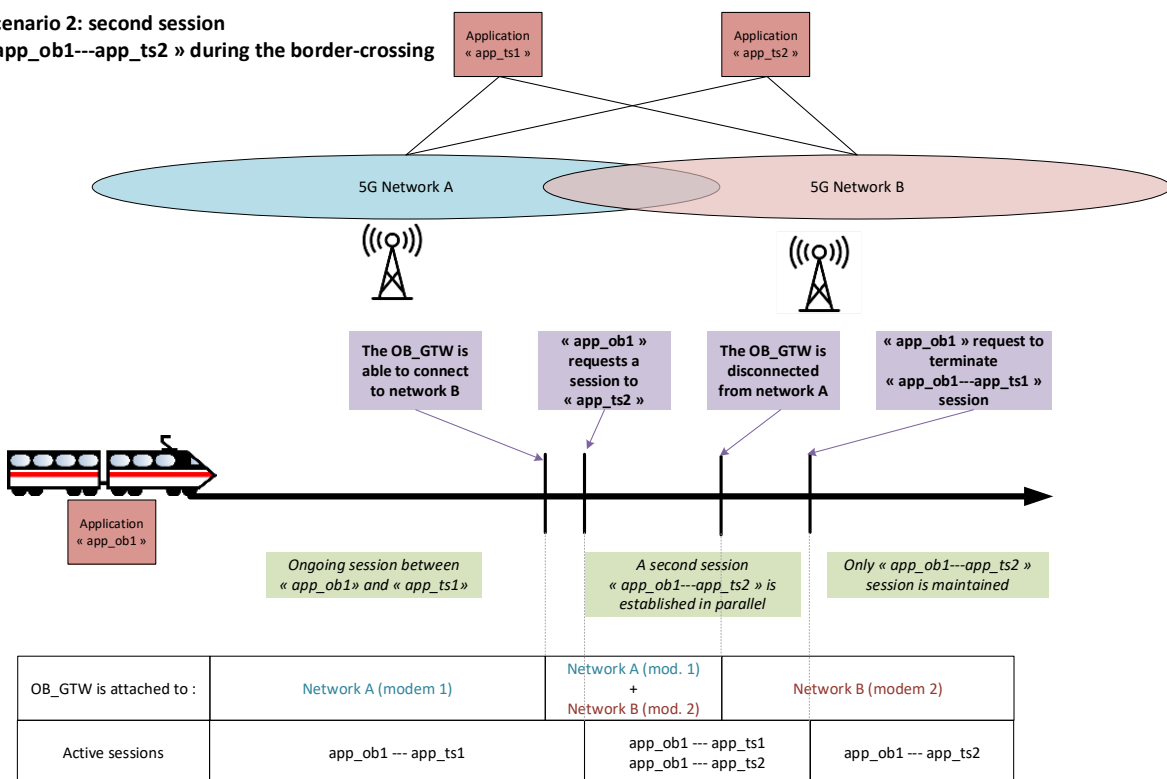 cenario 2: second session
app_ob1---app_ts2 » during the border-crossing
Application
« app_ts1 »
Application
« app_ts2 »
5G Network A
5G Network B
The OB_GTW is
able to connect
to network B
« app_ob1 »
requests a
session to
« app_ts2 »
The OB_GTW is
disconnected
from network A
« app_ob1 » request to
terminate
« app_ob1---app_ts1 »
session
Application
« app_ob1 »
Ongoing session between
« app_ob1» and « app_ts1»
A second session
« app_ob1---app_ts2 » is
established in parallel
Only « app_ob1---app_ts2 »
session is maintained
OB_GTW is attached to :
Network A (modem 1)
Network A (mod. 1)
+
Network B (mod. 2)
Network B (modem 2)
Active sessions
app_ob1 --- app_ts1
app_ob1 --- app_ts1
app_ob1 --- app_ts2
app_ob1 --- app_ts2